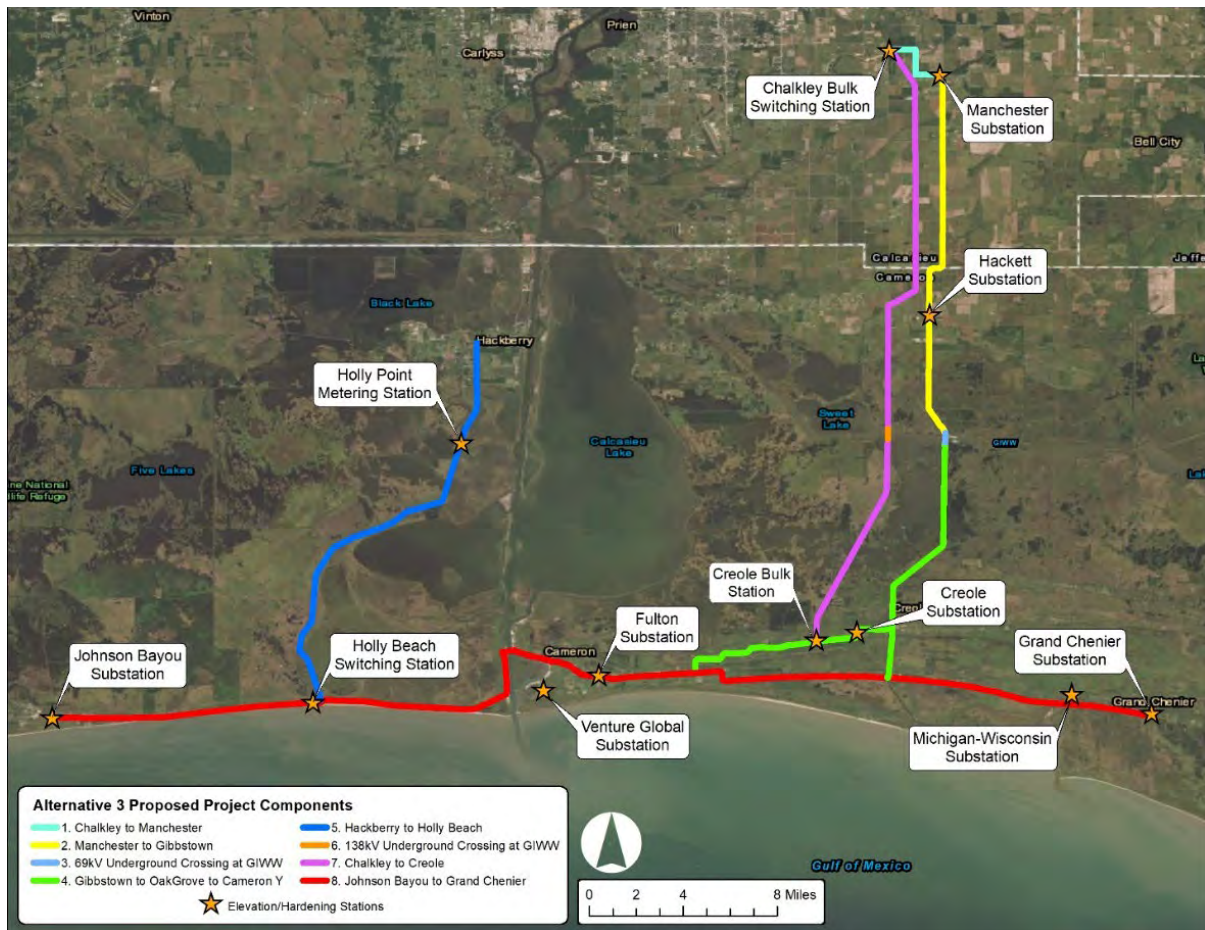 Vinton
Prien
Carlyss
Chalkley Bulk
Switching Station
Manchester
Substation
Bell City
Calcasieu
Cameron
Jeffe
Hackett
Substation
Black Lake
Hackberry
Holly Point
Metering Station
Sweet
Lake
GIWW
Calcasieu
Lake
Five Lakes
ne National
dlife Refuge
Creole Bulk
Station
Creole
Substation
Fulton
Substation
Grand Chenier
Substation
Johnson Bayou
Substation
Holly Beach
Switching Station
Cameron
Grand Chenier
Venture Global
Substation
Michigan-Wisconsin
Substation
Alternative 3 Proposed Project Components
1. Chalkley to Manchester
2. Manchester to Gibbstown
3. 69kV Underground Crossing at GIWW
4. Gibbstown to OakGrove to Cameron Y
5. Hackberry to Holly Beach
6. 138kV Underground Crossing at GIWW
7. Chalkley to Creole
8. Johnson Bayou to Grand Chenier
Elevation/Hardening Stations
0 2 4 8 Miles
Gulf of Mexico